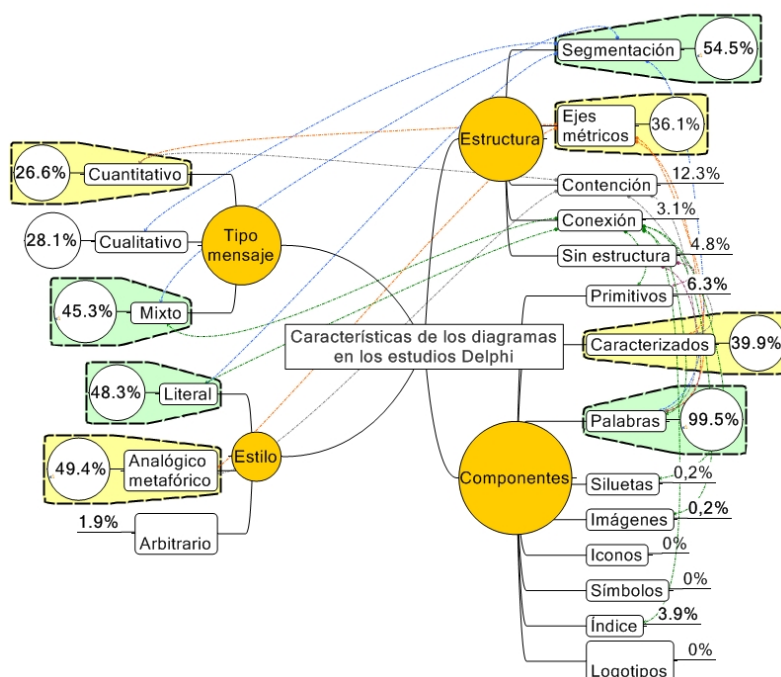 Segmentación
54.5%
Estructura
Ejes
métricos
36.1%
Contención
12.3%
Conexión
3.1%
Sin estructura
4.8%
26.6%
Cuantitativo
28.1%
Cualitativo
Tipo
mensaje
45.3%
Mixto
Características de los diagramas
en los estudios Delphi
Primitivos
6.3%
Caracterizados
39.9%
48.3%
Literal
49.4%
Analógico
metafórico
Estilo
1.9%
Arbitrario
Palabras
99.5%
Componentes
Siluetas
0,2%
Imágenes
0,2%
Iconos
0%
Símbolos
0%
Índice
3.9%
Logotipos
0%